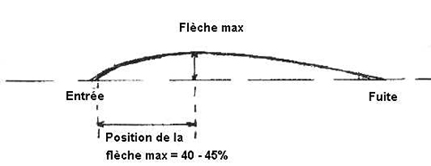 Flèche max
Entrée
Fuite
Position de la
flèche max = 40 - 45%